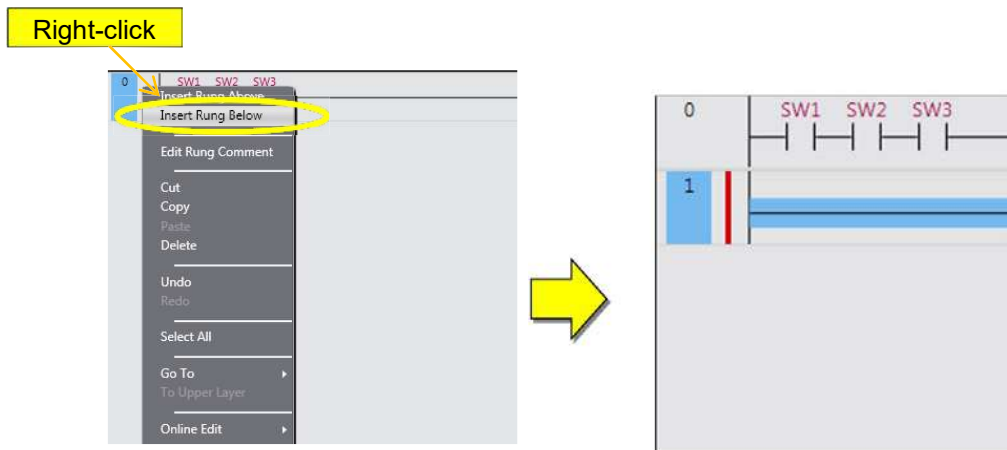 Right-click
0 SW1 SW2 SW3
Insert Rung Above
Insert Rung Below
Edit Rung Comment
Cut
Copy
Paste
Delete
Undo
Redo
Select All
Go To
To Upper Layer
Online Edit
0 SW1 SW2 SW3
1